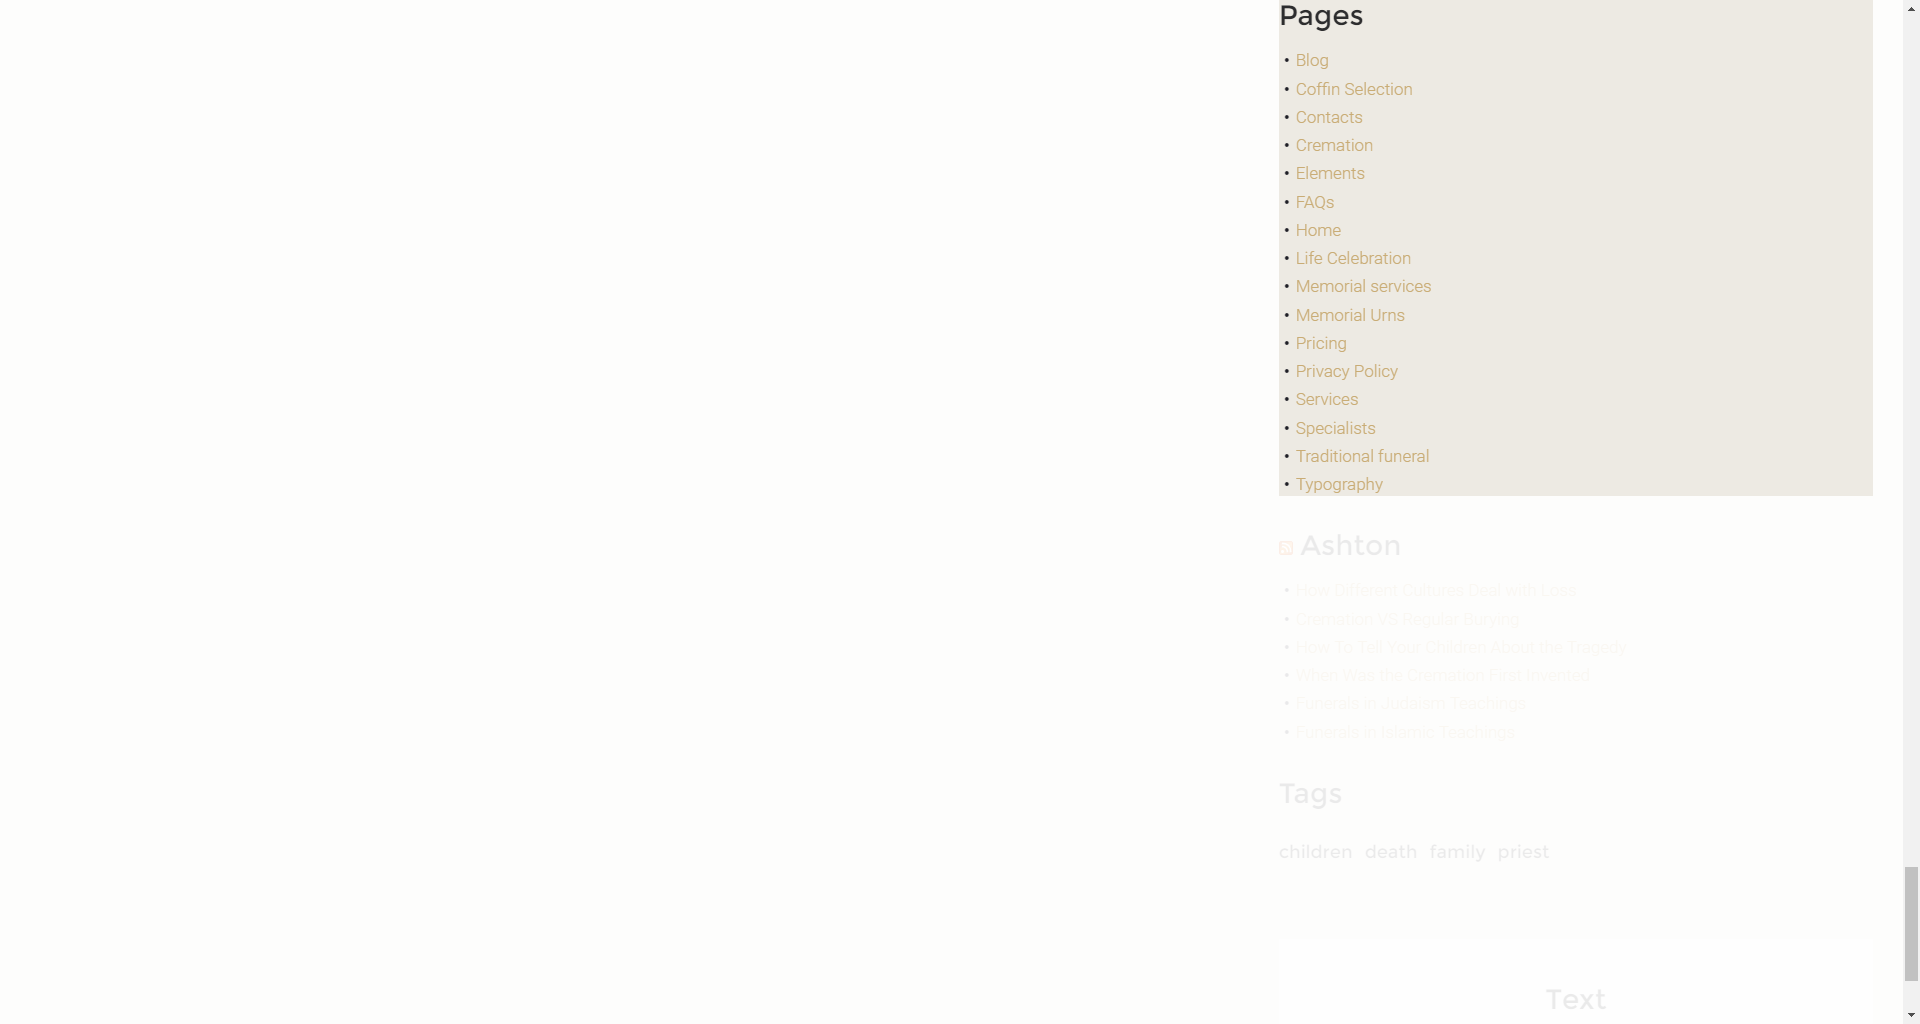 Pages
• Blog
• Coffin Selection
• Contacts
• Cremation
• Elements
• FAQs
• Home
• Life Celebration
• Memorial services
• Memorial Urns
• Pricing
• Privacy Policy
• Services
• Specialists
• Traditional funeral
• Typography
Ashton
• How Different Cultures Deal with Loss
• Cremation VS Regular Burying
• How To Tell Your Children About the Tragedy
• When Was the Cremation First Invented
• Funerals in Judaism Teachings
• Funerals in Islamic Teachings
Tags
children death family priest
Text